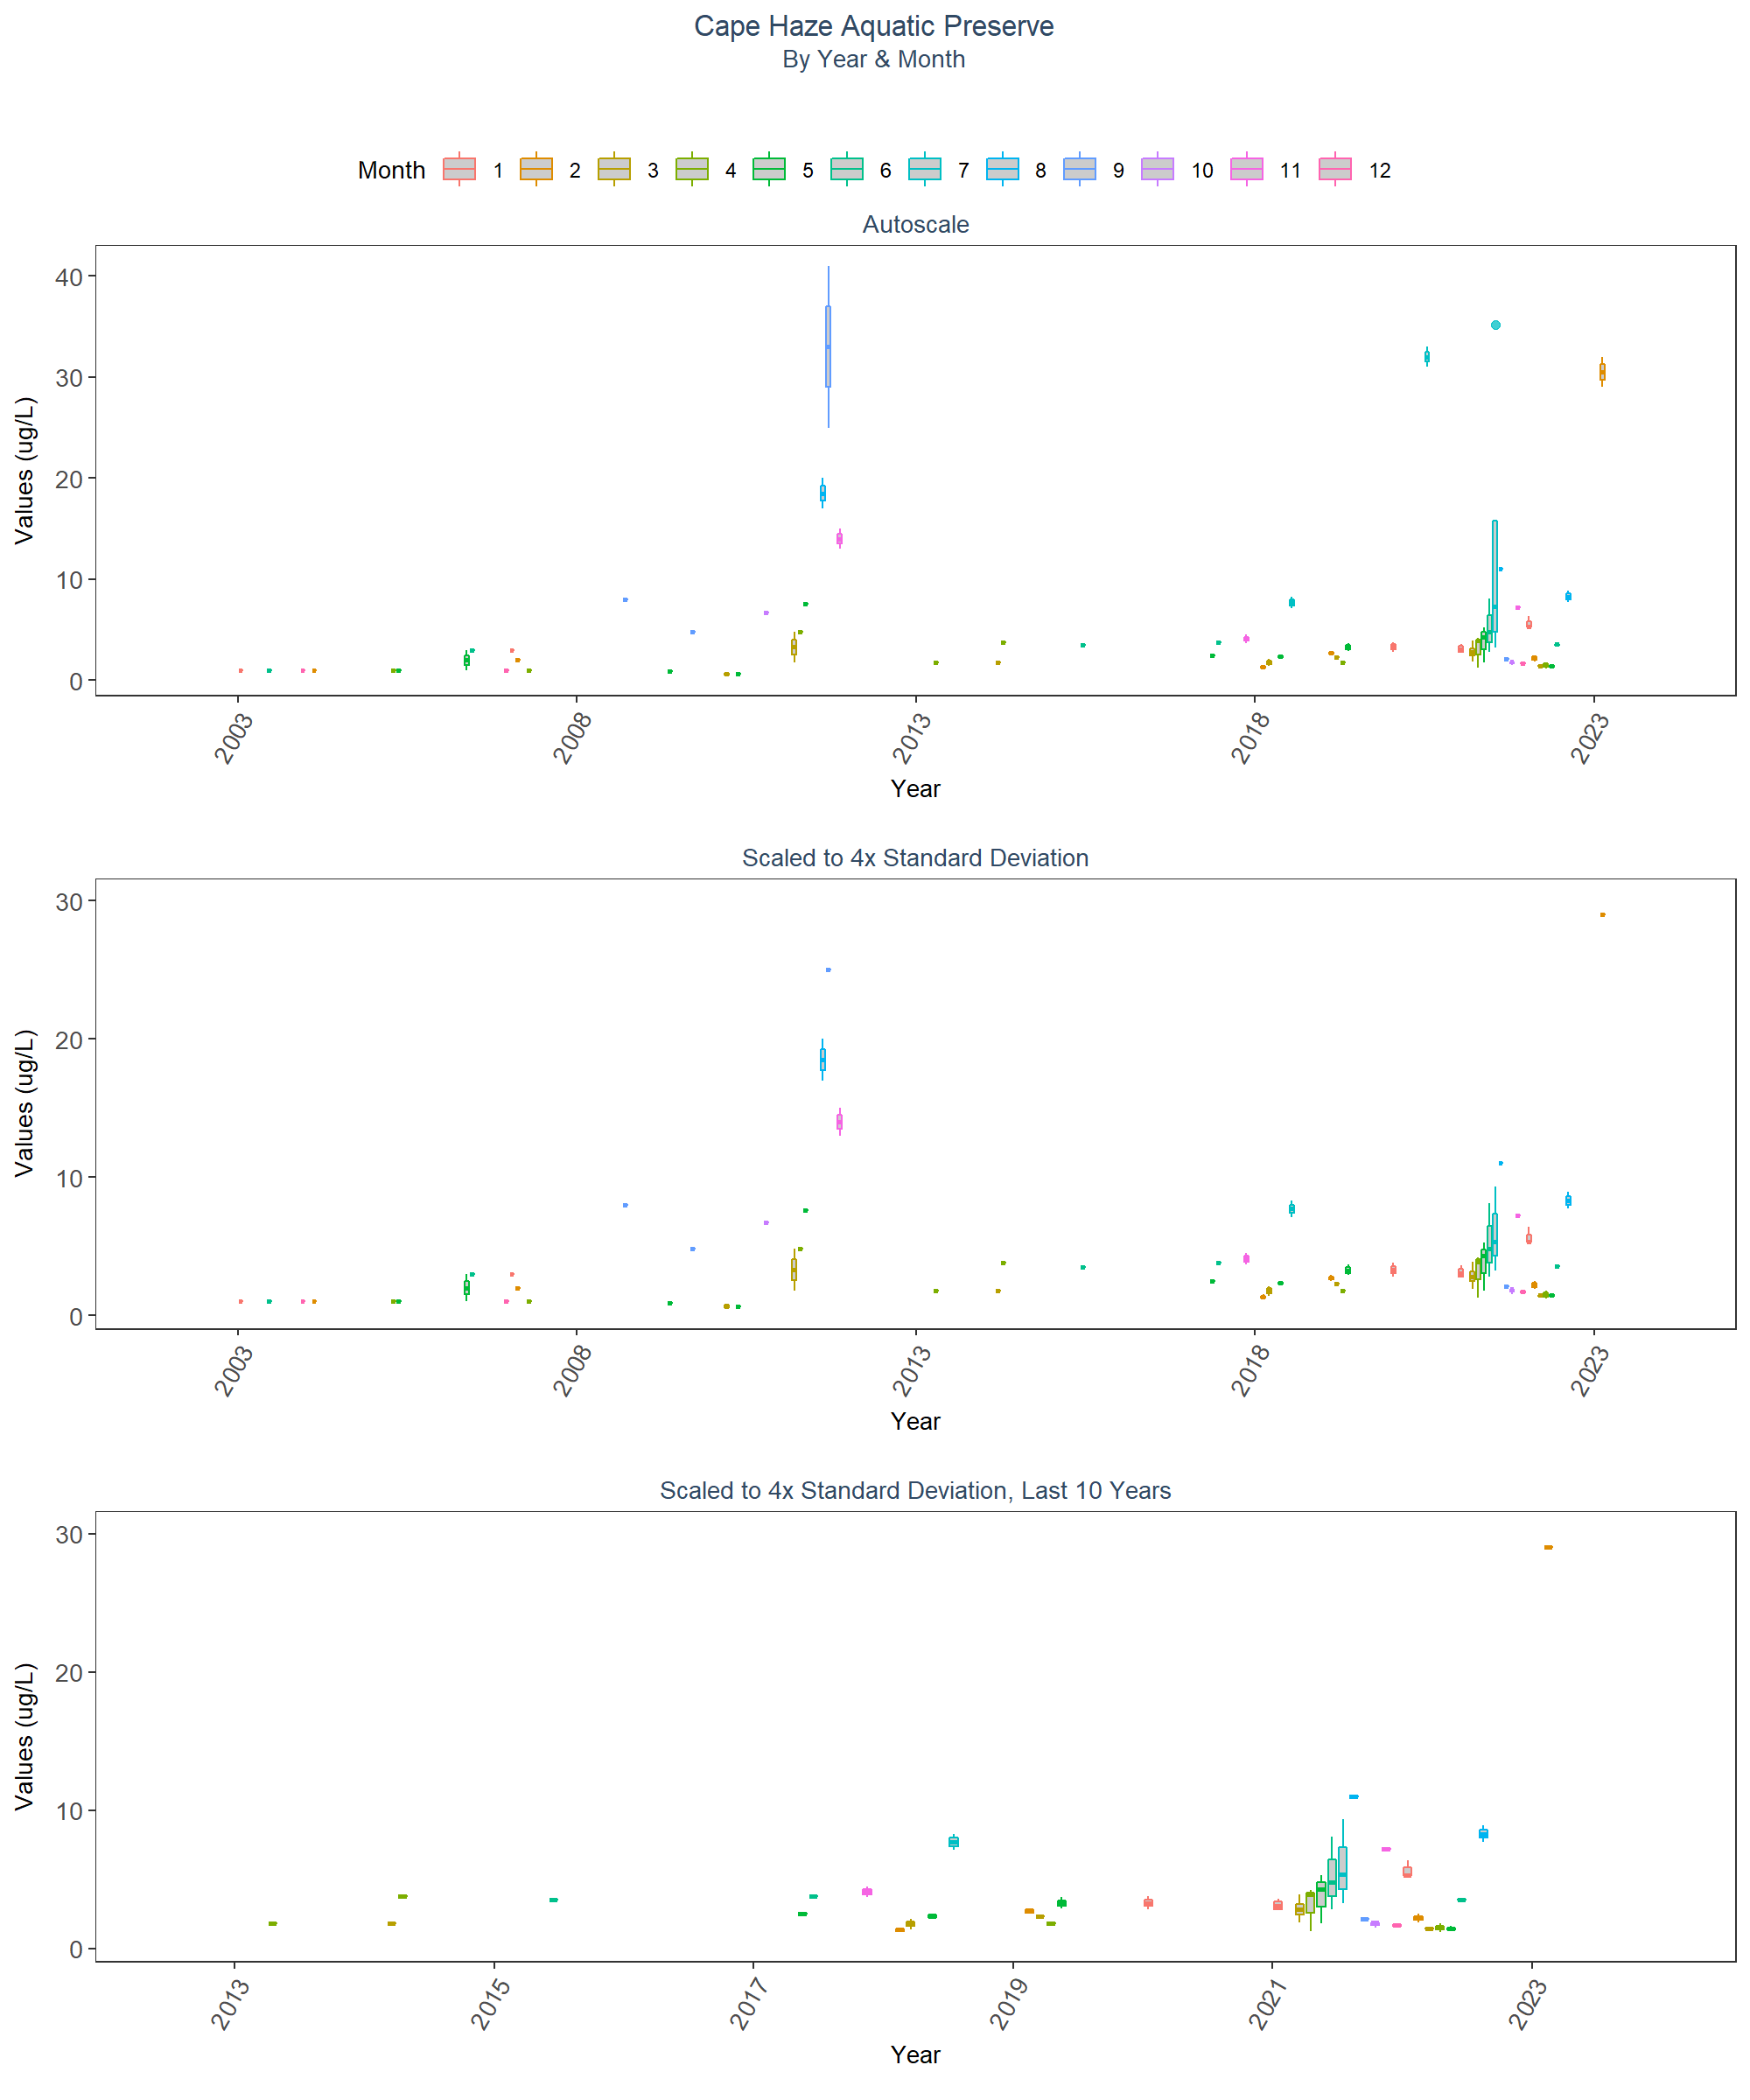 Cape Haze Aquatic Preserve
By Year & Month
Month 1 2 3 4 5 6 7 8 9 10 11 12
Autoscale
Values (ug/L)
40
30
20
10
0
2003 2008 2013 2018 2023
Year
Scaled to 4x Standard Deviation
Values (ug/L)
30
20
10
0
2003 2008 2013 2018 2023
Year
Scaled to 4x Standard Deviation, Last 10 Years
Values (ug/L)
30
20
10
0
2013 2015 2017 2019 2021 2023
Year